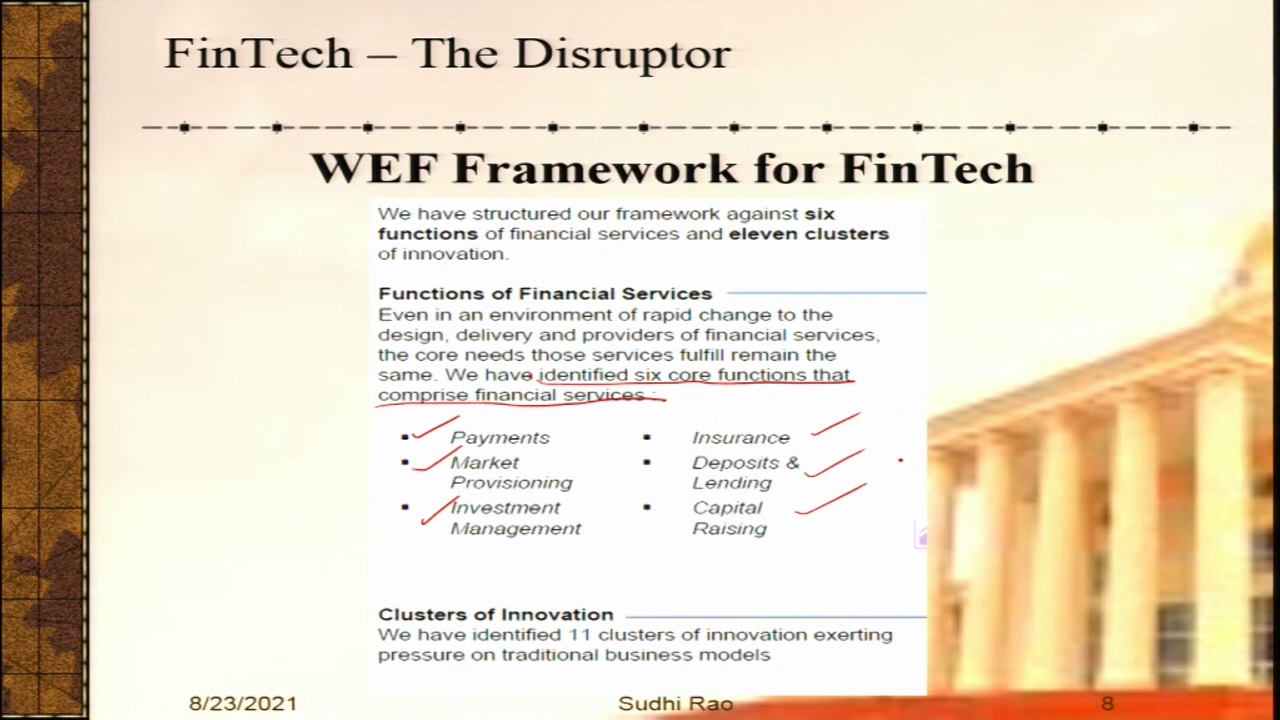 FinTech – The Disruptor
WEF Framework for FinTech
We have structured our framework against six
functions of financial services and eleven clusters
of innovation.
Functions of Financial Services
Even in an environment of rapid change to the
design, delivery and providers of financial services,
the core needs those services fulfill remain the
same. We have identified six core functions that
comprise financial services :
▪ Payments
▪ Market
Provisioning
▪ Investment
Management
▪ Insurance
▪ Deposits &
Lending
▪ Capital
Raising
Clusters of Innovation
We have identified 11 clusters of innovation exerting
pressure on traditional business models
8/23/2021
Sudhi Rao
8